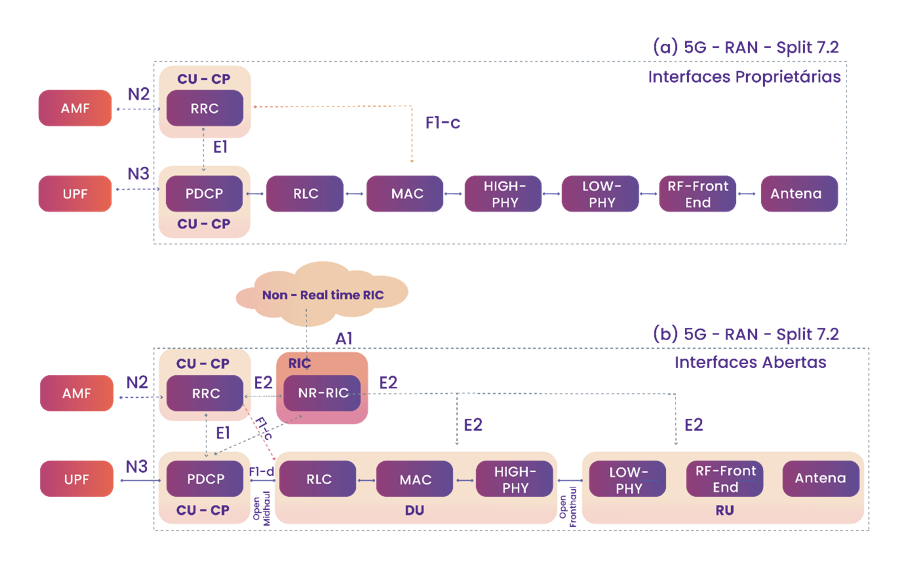 (a) 5G - RAN - Split 7.2
Interfaces Proprietárias
CU - CP
AMF
N2
RRC
F1-c
E1
N3
UPF
PDCP
RLC
MAC
HIGH-
PHY
LOW-
PHY
RF-Front
End
Antena
CU - CP
Non - Real time RIC
A1
(b) 5G - RAN - Split 7.2
Interfaces Abertas
CU - CP
RIC
AMF
N2
RRC
E2
NR-RIC
E2
E1
F1-c
E2
E2
N3
UPF
PDCP
F1-d
RLC
MAC
HIGH-
PHY
LOW-
PHY
RF-Front
End
Antena
CU - CP
Open
Midhaul
DU
Open
Fronthaul
RU